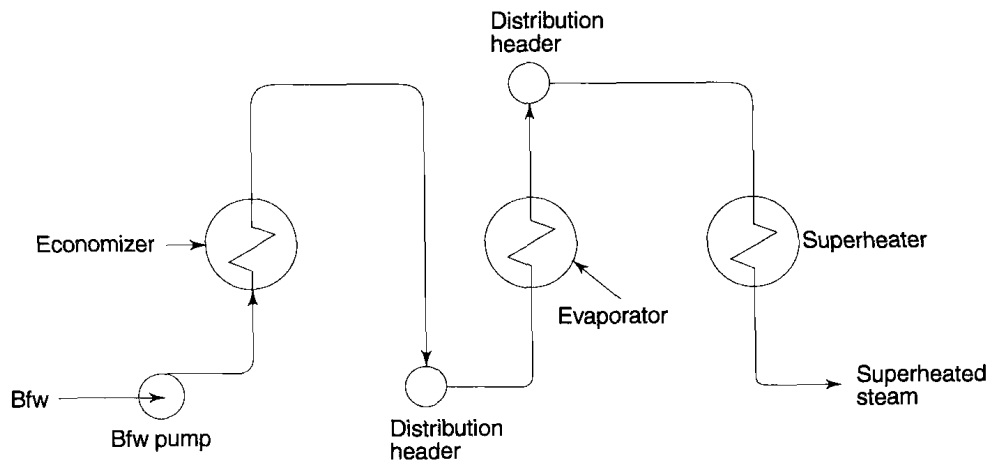 Distribution
header
Distribution
header
Economizer
Superheater
Evaporator
Bfw
Bfw pump
Superheated
steam